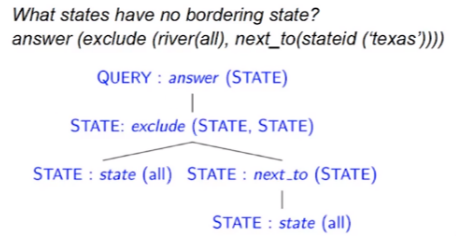 What states have no bordering state?
answer (exclude (river(all), next_to(stateid (‘texas’))))
QUERY : answer (STATE)
STATE: exclude (STATE, STATE)
STATE : state (all) STATE : next_to (STATE)
STATE : state (all)